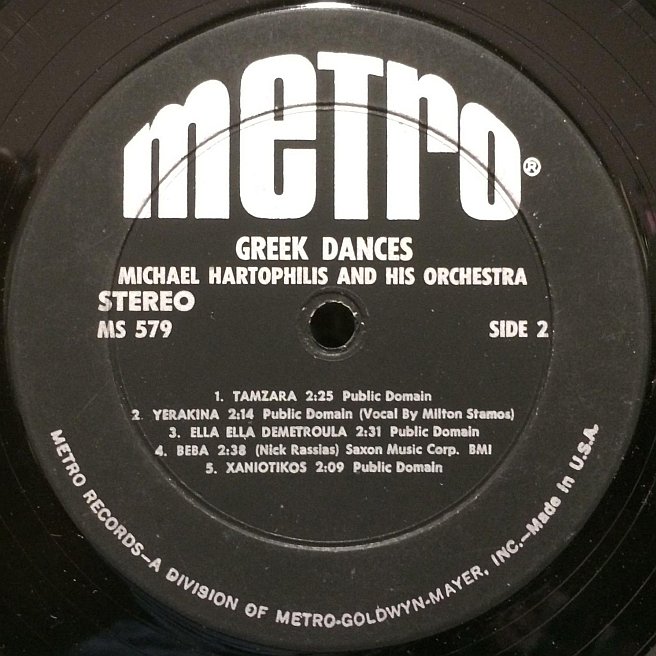 metro®
GREEK DANCES
MICHAEL HARTOPHILIS AND HIS ORCHESTRA
STEREO
MS 579 SIDE 2
1. TAMZARA 2:25 Public Domain
2. YERAKINA 2:14 Public Domain (Vocal By Milton Stamos)
3. ELLA ELLA DEMETROULA 2:31 Public Domain
4. BEBA 2:38 (Nick Rassias) Saxon Music Corp. BMI
5. XANIOTIKOS 2:09 Public Domain
METRO RECORDS—A DIVISION OF METRO-GOLDWYN-MAYER, INC.—Made in U.S.A.